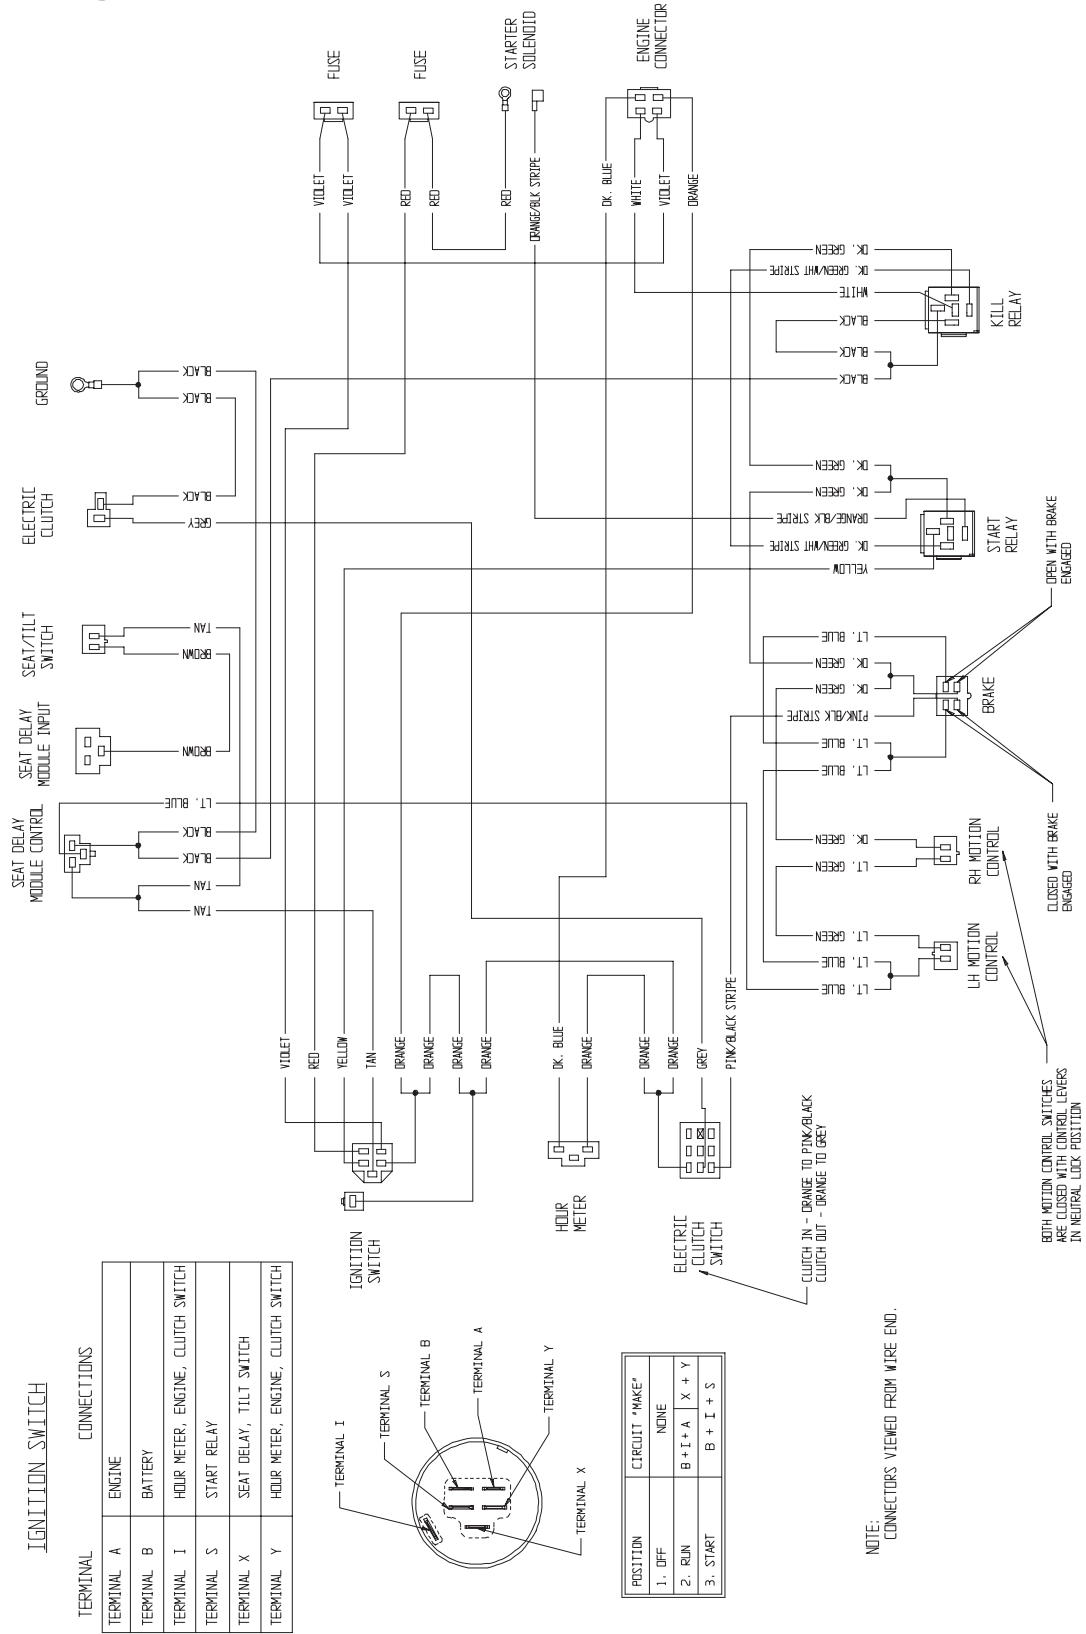 IGNITION SWITCH
TERMINAL CONNECTIONS
TERMINAL A ENGINE
TERMINAL B BATTERY
TERMINAL I HOUR METER, ENGINE, CLUTCH SWITCH
TERMINAL S START RELAY
TERMINAL X SEAT DELAY, TILT SWITCH
TERMINAL Y HOUR METER, ENGINE, CLUTCH SWITCH
TERMINAL I
TERMINAL S
TERMINAL B
TERMINAL A
TERMINAL Y
TERMINAL X
POSITION CIRCUIT "MAKE"
1. OFF NONE
2. RUN B+I+A X + Y
3. START B + I + S
NOTE:
CONNECTORS VIEWED FROM WIRE END.
SEAT DELAY
MODULE CONTROL
SEAT DELAY
MODULE INPUT
SEAT/TILT
SWITCH
ELECTRIC
CLUTCH
GROUND
TAN
TAN
BLACK
BLACK
LT. BLUE
BROWN
BROWN
TAN
GREY
BLACK
BLACK
BLACK
FUSE
FUSE
STARTER
SOLENOID
ENGINE
CONNECTOR
VIOLET
VIOLET
RED
RED
RED
ORANGE/BLK STRIPE
DK. BLUE
WHITE
VIOLET
ORANGE
IGNITION
SWITCH
VIOLET
RED
YELLOW
TAN
ORANGE
ORANGE
ORANGE
ORANGE
HOUR
METER
DK. BLUE
ORANGE
ELECTRIC
CLUTCH
SWITCH
ORANGE
ORANGE
GREY
PINK/BLACK STRIPE
CLUTCH IN - ORANGE TO PINK/BLACK
CLUTCH OUT - ORANGE TO GREY
LT. BLUE
LT. BLUE
LT. GREEN
LH MOTION
CONTROL
LT. GREEN
DK. GREEN
RH MOTION
CONTROL
BOTH MOTION CONTROL SWITCHES
ARE CLOSED WITH CONTROL LEVERS
IN NEUTRAL LOCK POSITION
LT. BLUE
LT. BLUE
PINK/BLK STRIPE
DK. GREEN
DK. GREEN
LT. BLUE
BRAKE
CLOSED WITH BRAKE
ENGAGED
OPEN WITH BRAKE
ENGAGED
YELLOW
DK. GREEN/WHT STRIPE
ORANGE/BLK STRIPE
DK. GREEN
DK. GREEN
START
RELAY
BLACK
BLACK
BLACK
WHITE
DK. GREEN/WHT STRIPE
DK. GREEN
KILL
RELAY